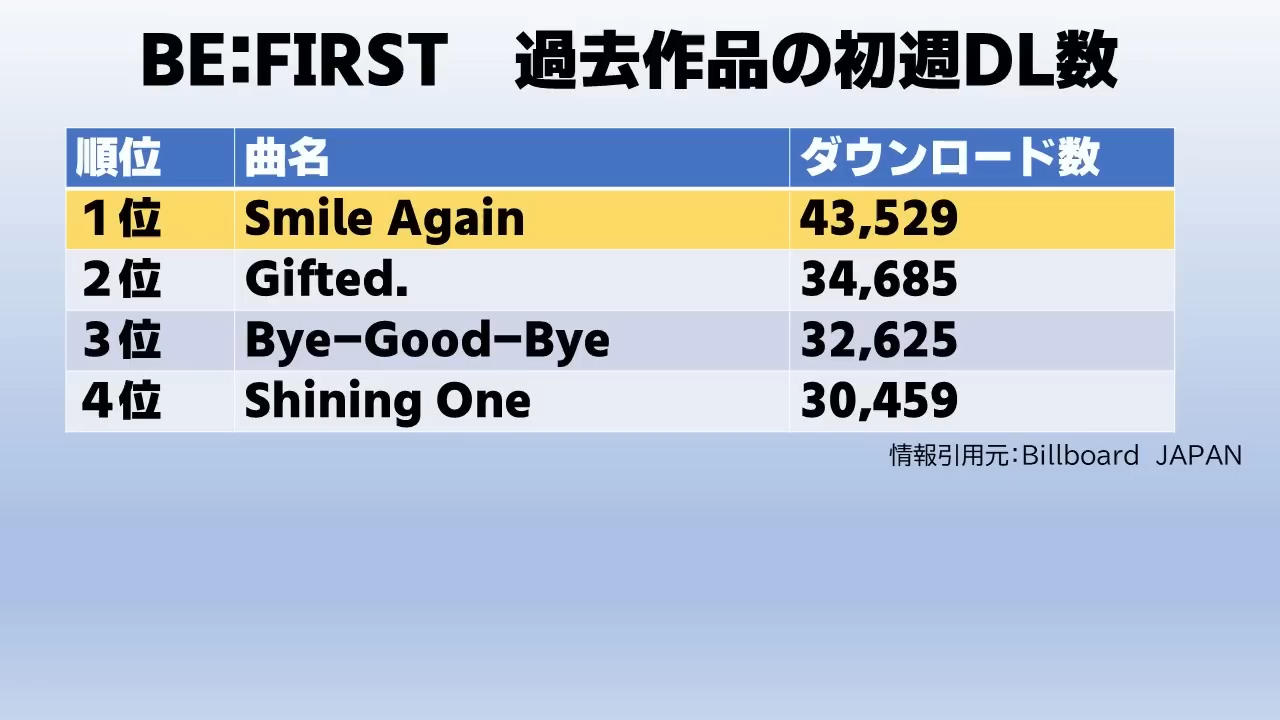 BE:FIRST　過去作品の初週DL数
順位 曲名 ダウンロード数
１位 Smile Again 43,529
２位 Gifted. 34,685
３位 Bye−Good−Bye 32,625
４位 Shining One 30,459
情報引用元：Billboard JAPAN